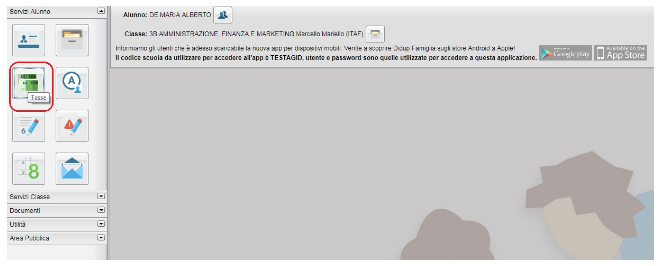 Servizi Alunno
Alunno: DE MARIA ALBERTO
Classe: 3B AMMINISTRAZIONE, FINANZA E MARKETING Marcello Mariello (ITAF)
Informiamo gli utenti che è adesso scaricabile la nuova app per dispositivi mobili. Venite a scoprire Didup Famiglia sugli store Android a Apple!
Il codice scuola da utilizzare per accedere all'app è TESTAGID, utente e password sono quelle utilizzate per accedere a questa applicazione.
Google play
Available on the
App Store
Tasse
A
6
8
Servizi Classe
Documenti
Utilità
Area Pubblica